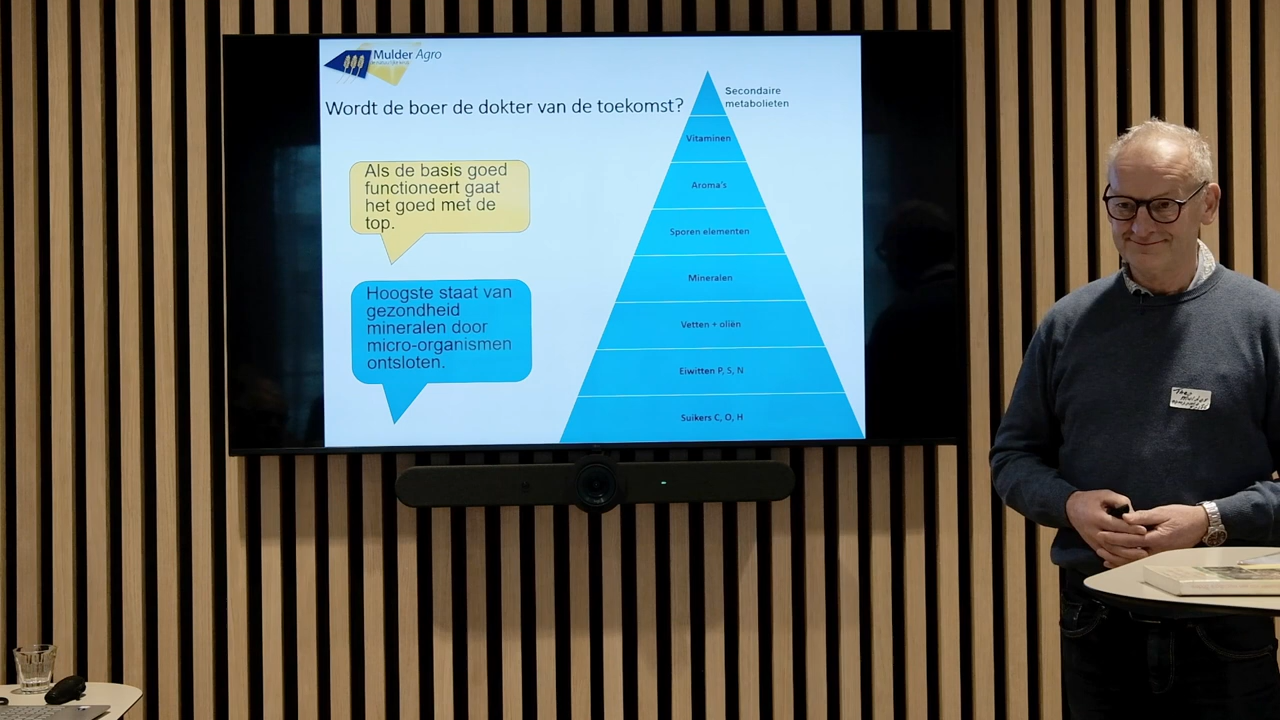 Mulder Agro
Wordt de boer de dokter van de toekomst?
Als de basis goed
functioneert gaat
het goed met de
top.
Hoogste staat van
gezondheid
mineralen door
micro-organismen
ontsloten.
Secondaire
metabolieten
Vitaminen
Aroma's
Sporen elementen
Mineralen
Vetten + oliën
Eiwitten P, S, N
Suikers C, O, H
Mulder